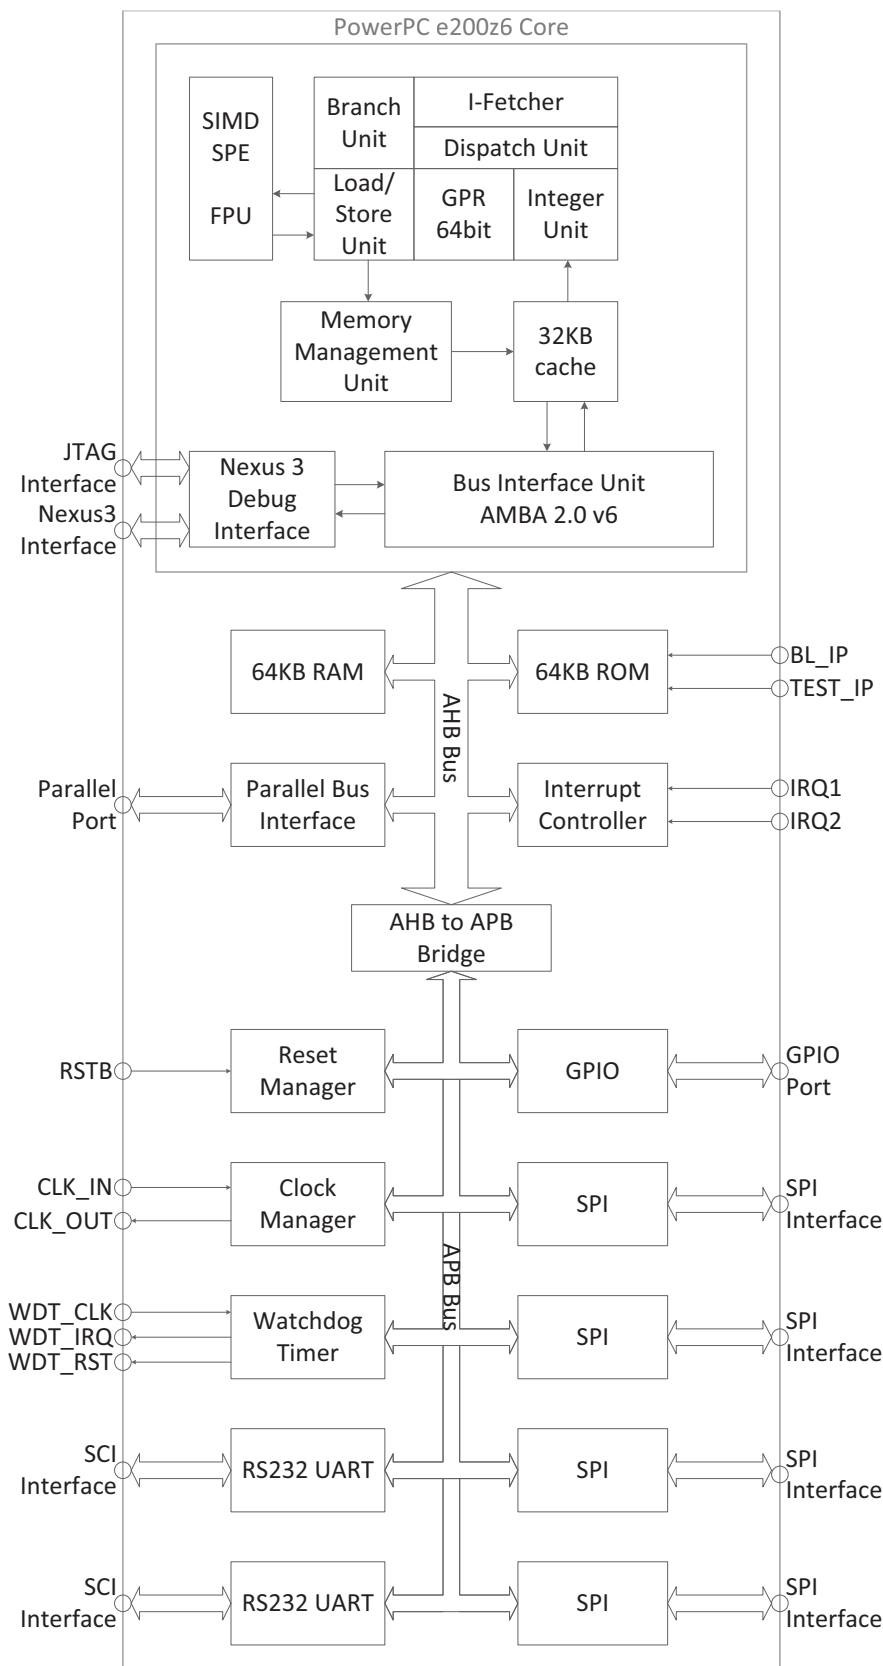 PowerPC e200z6 Core
SIMD
SPE
FPU
Branch
Unit
I-Fetcher
Dispatch Unit
Load/
Store
Unit
GPR
64bit
Integer
Unit
Memory
Management
Unit
32KB
cache
JTAG
Interface
Nexus3
Interface
Nexus 3
Debug
Interface
Bus Interface Unit
AMBA 2.0 v6
64KB RAM
64KB ROM
BL_IP
TEST_IP
AHB Bus
Parallel
Port
Parallel Bus
Interface
Interrupt
Controller
IRQ1
IRQ2
AHB to APB
Bridge
RSTB
Reset
Manager
GPIO
GPIO
Port
CLK_IN
CLK_OUT
Clock
Manager
SPI
SPI
Interface
APB Bus
WDT_CLK
WDT_IRQ
WDT_RST
Watchdog
Timer
SPI
SPI
Interface
SCI
Interface
RS232 UART
SPI
SPI
Interface
SCI
Interface
RS232 UART
SPI
SPI
Interface